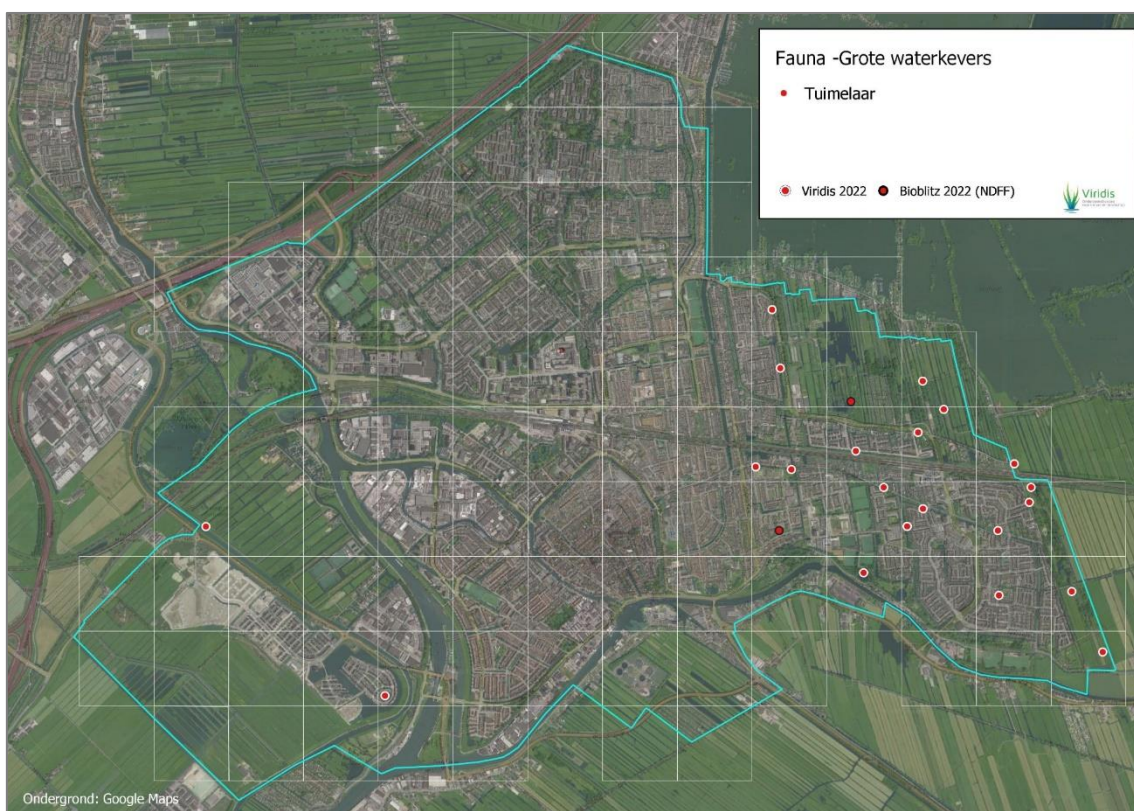 Fauna -Grote waterkevers
Tuimelaar
Viridis 2022 Bioblitz 2022 (NDFF)
Viridis
Ondergrond: Google Maps